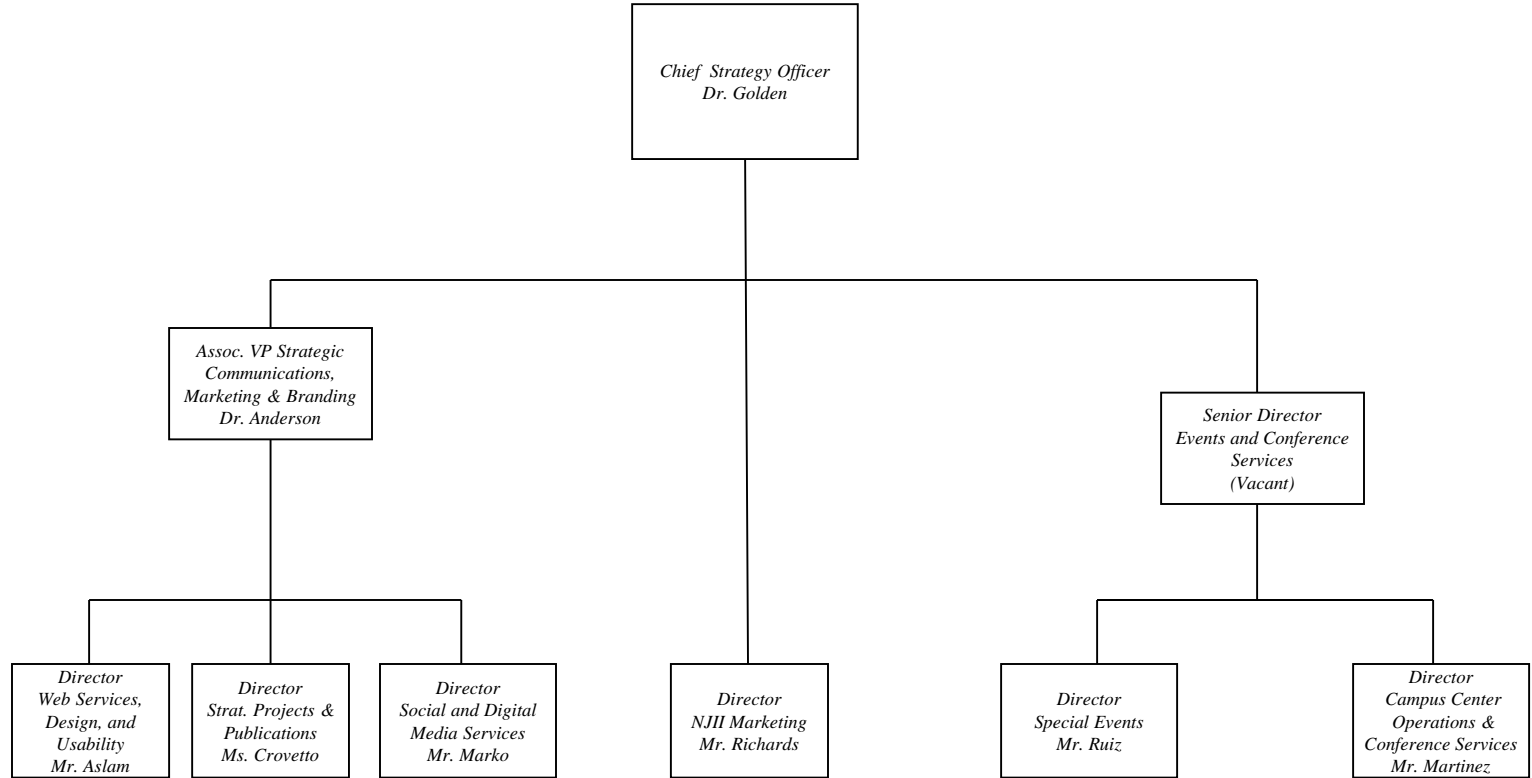 Chief Strategy Officer
Dr. Golden
Assoc. VP Strategic
Communications,
Marketing & Branding
Dr. Anderson
Senior Director
Events and Conference
Services
(Vacant)
Director
Web Services,
Design, and
Usability
Mr. Aslam
Director
Strat. Projects &
Publications
Ms. Crovetto
Director
Social and Digital
Media Services
Mr. Marko
Director
NJII Marketing
Mr. Richards
Director
Special Events
Mr. Ruiz
Director
Campus Center
Operations &
Conference Services
Mr. Martinez